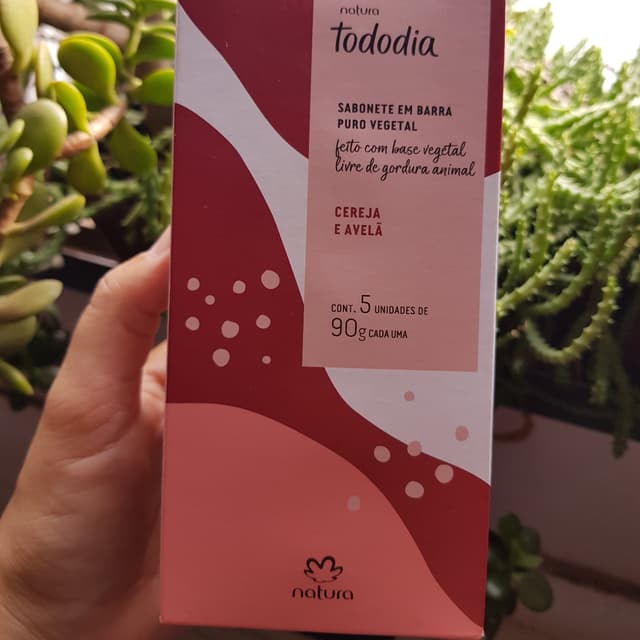 natura
tododia
SABONETE EM BARRA
PURO VEGETAL
feito com base vegetal
livre de gordura animal
CEREJA
E AVELÃ
CONT. 5 UNIDADES DE
90g CADA UMA
natura